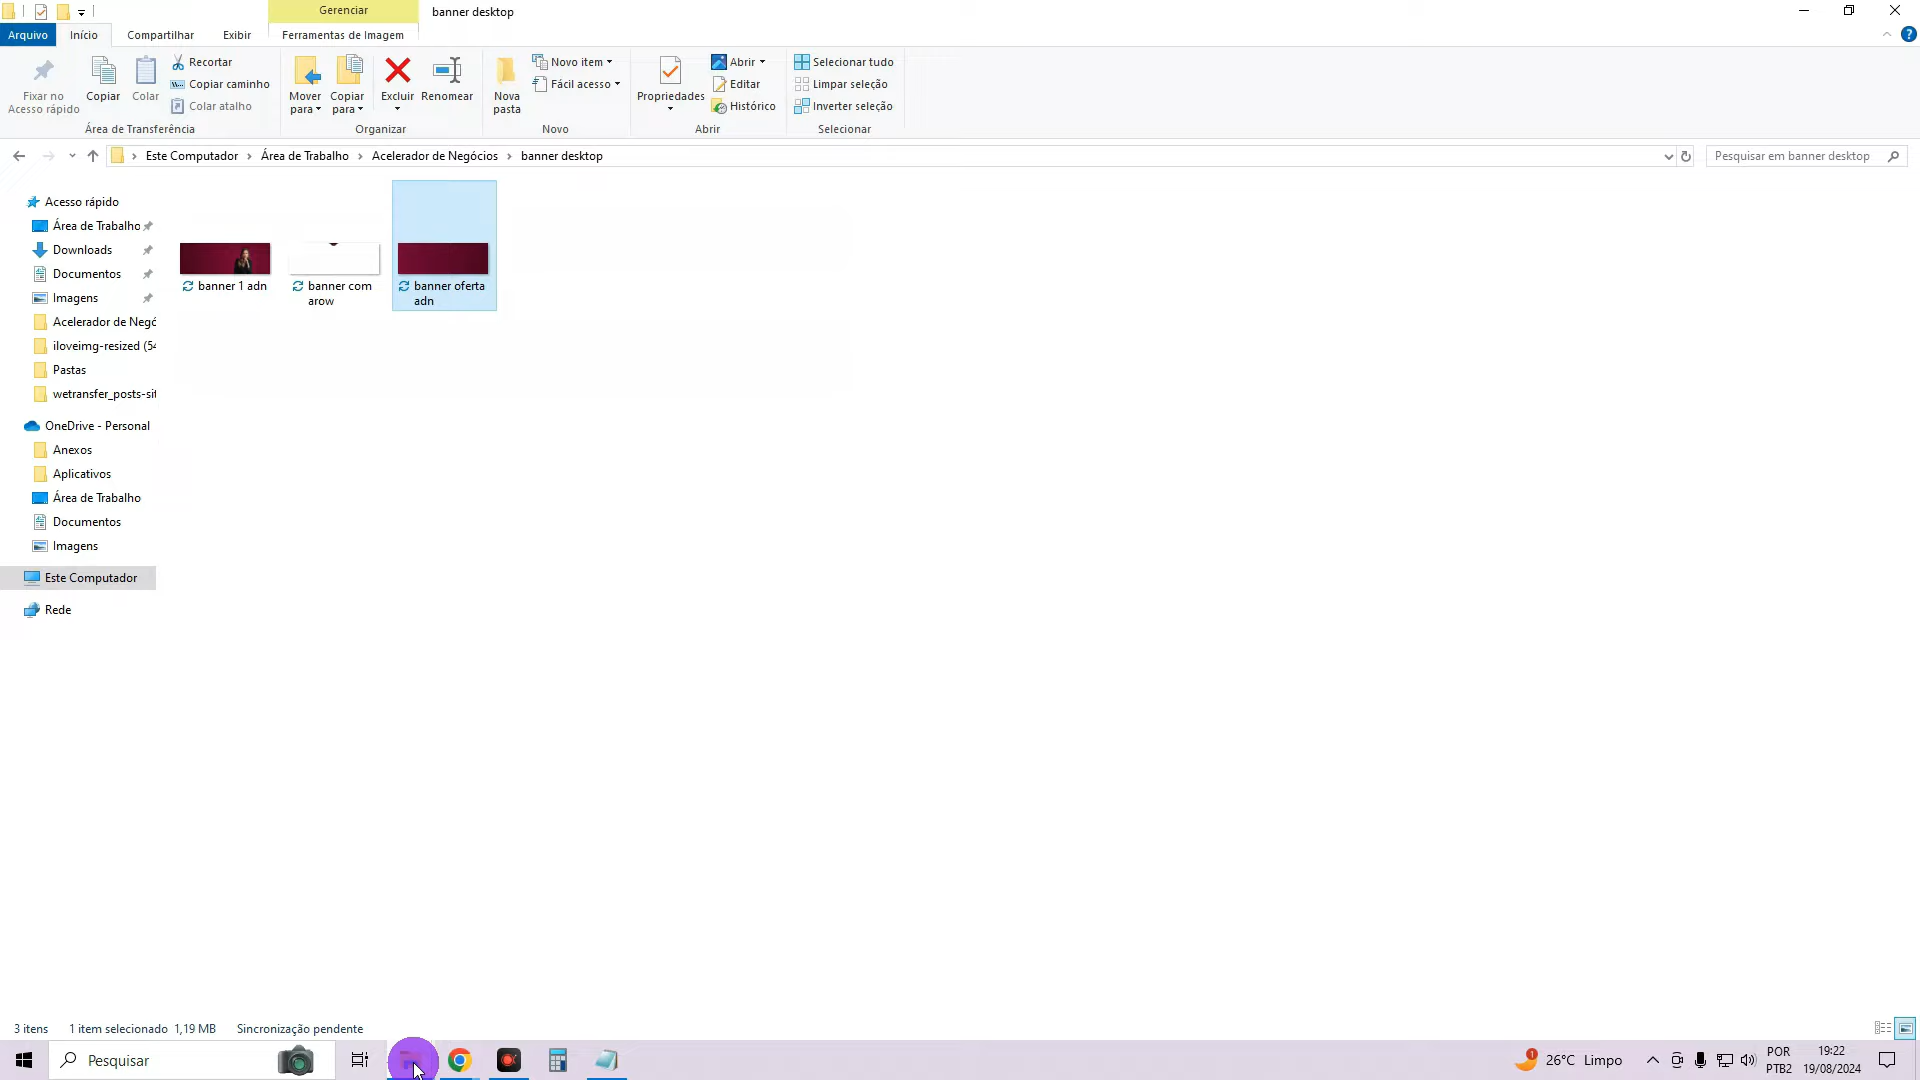 Gerenciar
banner desktop
Arquivo
Início
Compartilhar
Exibir
Ferramentas de Imagem
Fixar no
Acesso rápido
Copiar
Colar
Recortar
Copiar caminho
Colar atalho
Área de Transferência
Mover
para
Copiar
para
Excluir
Renomear
Organizar
Nova
pasta
Novo item
Fácil acesso
Novo
Propriedades
Abrir
Editar
Histórico
Abrir
Selecionar tudo
Limpar seleção
Inverter seleção
Selecionar
Este Computador > Área de Trabalho > Acelerador de Negócios > banner desktop
Pesquisar em banner desktop
Acesso rápido
Área de Trabalho
Downloads
Documentos
Imagens
Acelerador de Negó
iloveimg-resized (54
Pastas
wetransfer_posts-sit
OneDrive - Personal
Anexos
Aplicativos
Área de Trabalho
Documentos
Imagens
Este Computador
Rede
banner 1 adn
banner com
arow
banner oferta
adn
3 itens
1 item selecionado 1,19 MB
Sincronização pendente
Pesquisar
1
26°C Limpo
POR
PTB2
19:22
19/08/2024